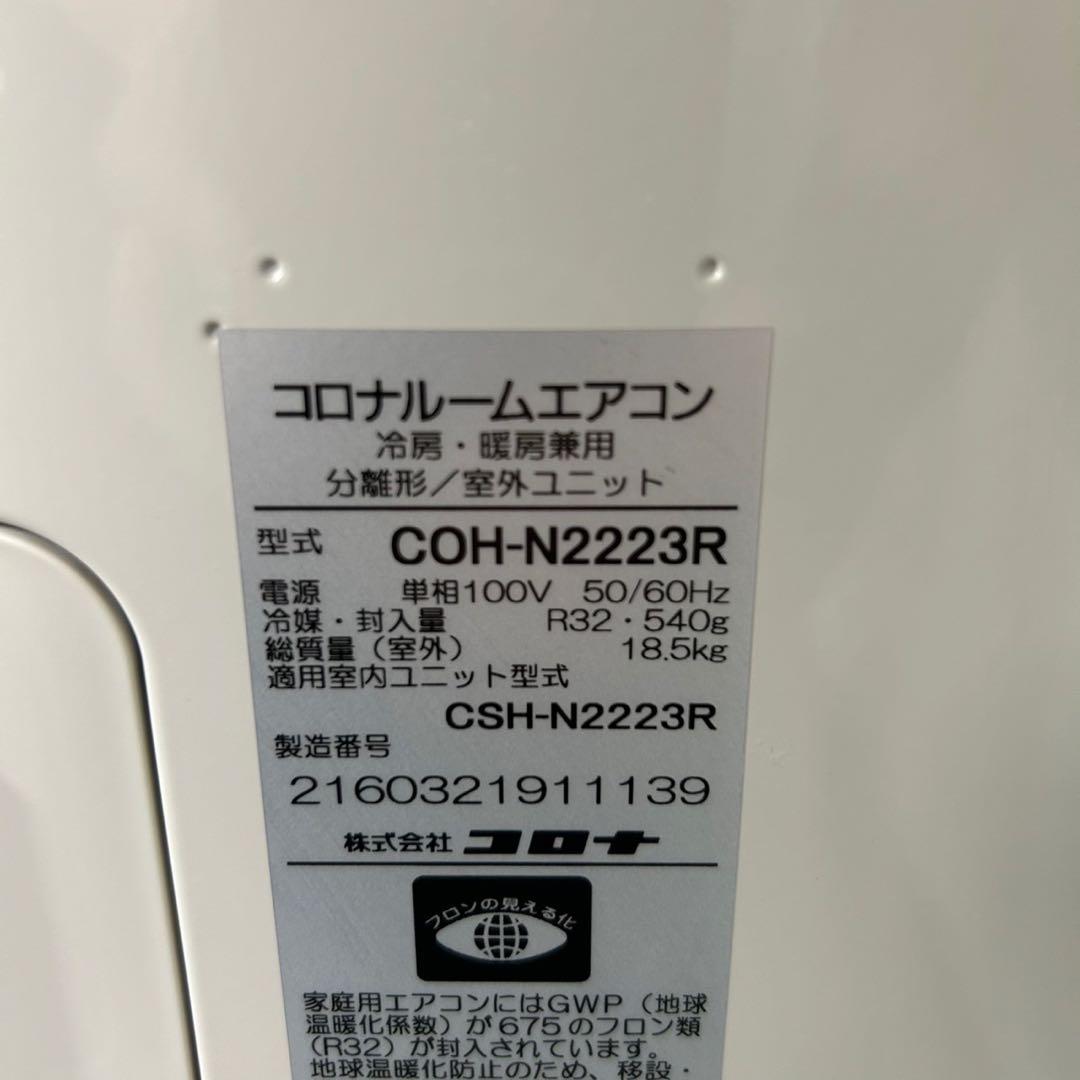 コロナルームエアコン
冷房・暖房兼用
分離形／室外ユニット
型式 COH-N2223R
電源 単相100V 50/60Hz
冷媒・封入量 R32・540g
総質量（室外） 18.5kg
適用室内ユニット型式
CSH-N2223R
製造番号
2160321911139
株式会社 コロナ
フロンの見える化
家庭用エアコンにはGWP（地球
温暖化係数）が675のフロン類
（R32）が封入されています。
地球温暖化防止のため、移設・